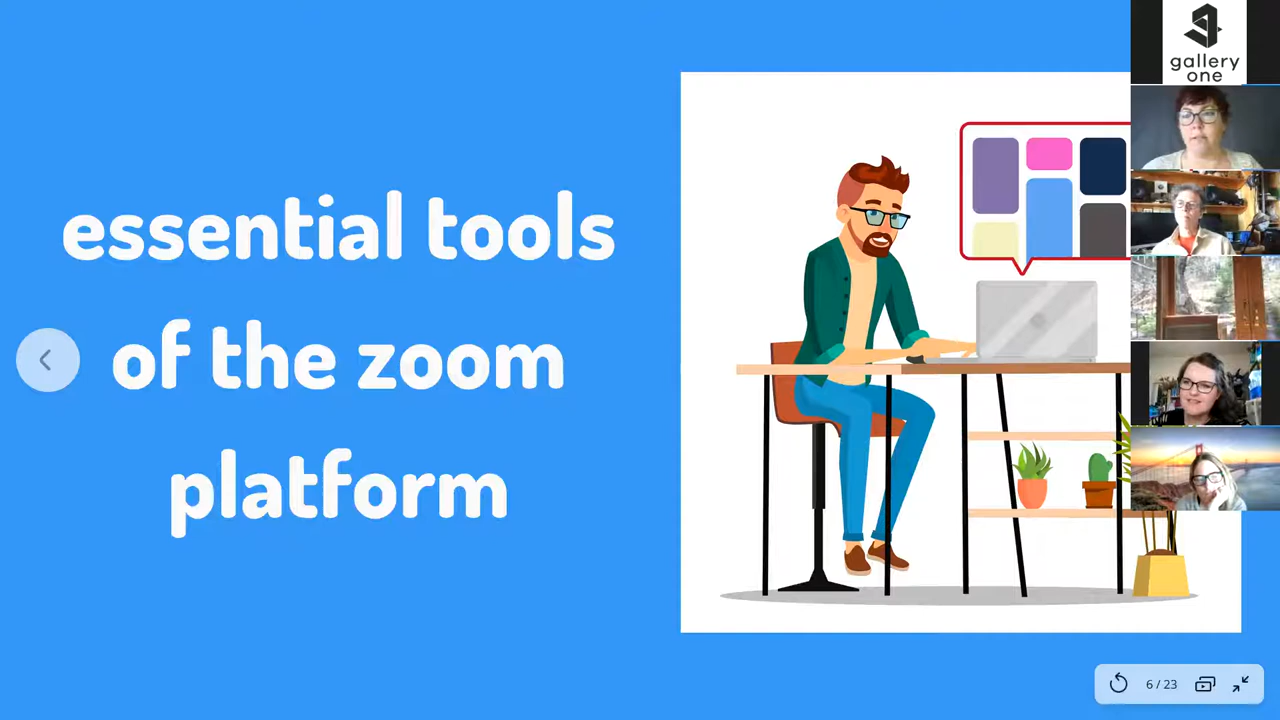 essential tools
of the zoom
platform
gallery
one
6 / 23